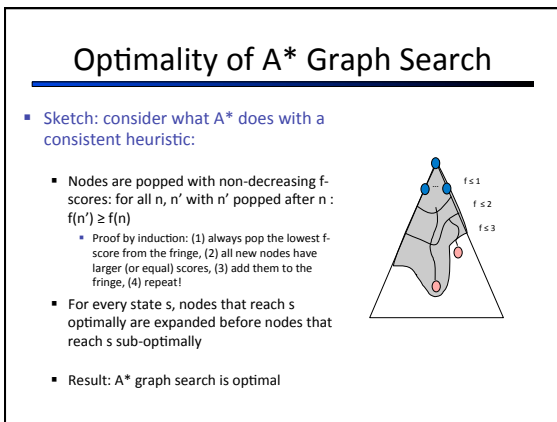 Optimality of A* Graph Search
▪ Sketch: consider what A* does with a
consistent heuristic:
▪ Nodes are popped with non-decreasing f-
scores: for all n, n’ with n’ popped after n :
f(n’) ≥ f(n)
▪ Proof by induction: (1) always pop the lowest f-
score from the fringe, (2) all new nodes have
larger (or equal) scores, (3) add them to the
fringe, (4) repeat!
▪ For every state s, nodes that reach s
optimally are expanded before nodes that
reach s sub-optimally
▪ Result: A* graph search is optimal
...
f ≤ 1
f ≤ 2
f ≤ 3